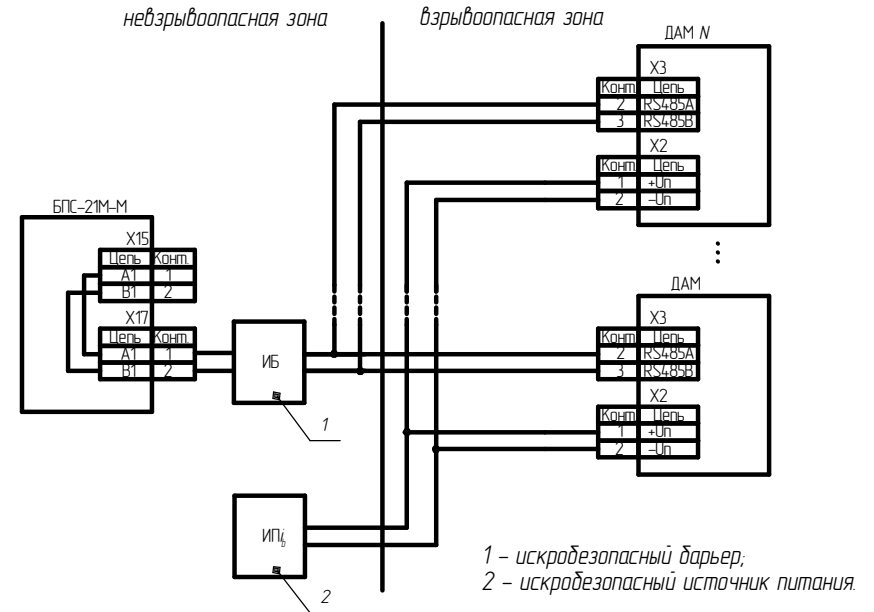 невзрывоопасная зона
взрывоопасная зона
ДАМ N
X3
Конт. Цепь
2 RS485A
3 RS485B
X2
Конт. Цепь
1 +Uп
2 –Uп
БПС–21М–М
X15
Цепь Конт.
A1 1
B1 2
X17
Цепь Конт.
A1 1
B1 2
ИБ
1
ДАМ
X3
Конт. Цепь
2 RS485A
3 RS485B
X2
Конт. Цепь
1 +Uп
2 –Uп
ИПib
2
1 – искробезопасный барьер;
2 – искробезопасный источник питания.